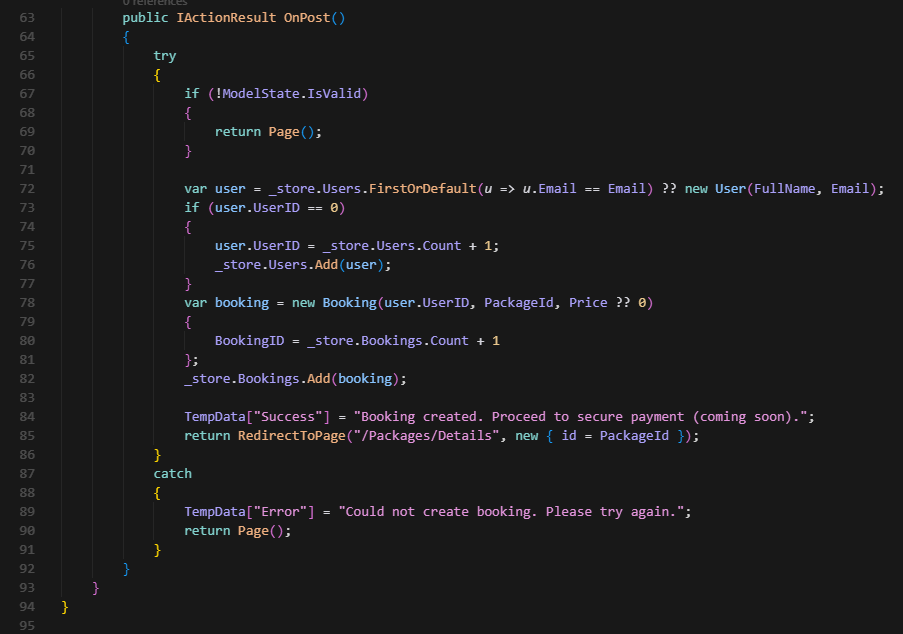 0 references
63 public IActionResult OnPost()
64 {
65 try
66 {
67 if (!ModelState.IsValid)
68 {
69 return Page();
70 }
71
72 var user = _store.Users.FirstOrDefault(u => u.Email == Email) ?? new User(FullName, Email);
73 if (user.UserID == 0)
74 {
75 user.UserID = _store.Users.Count + 1;
76 _store.Users.Add(user);
77 }
78 var booking = new Booking(user.UserID, PackageId, Price ?? 0)
79 {
80 BookingID = _store.Bookings.Count + 1
81 };
82 _store.Bookings.Add(booking);
83
84 TempData["Success"] = "Booking created. Proceed to secure payment (coming soon).";
85 return RedirectToPage("/Packages/Details", new { id = PackageId });
86 }
87 catch
88 {
89 TempData["Error"] = "Could not create booking. Please try again.";
90 return Page();
91 }
92 }
93 }
94 }
95